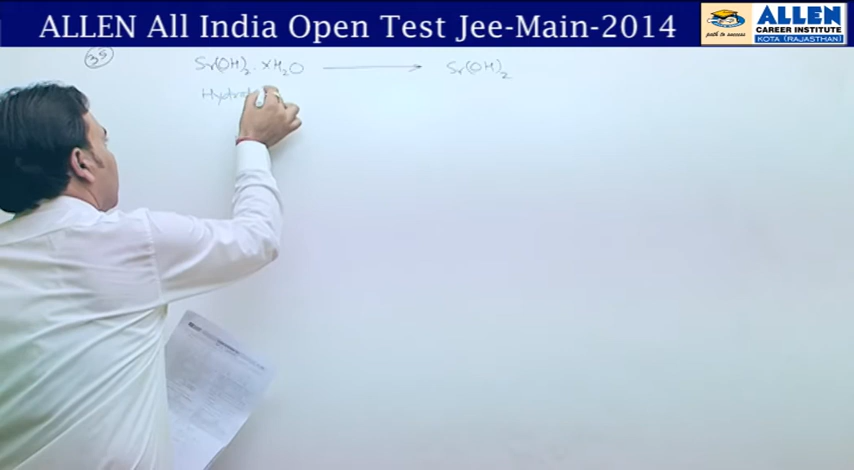 ALLEN All India Open Test Jee-Main-2014
path to success
ALLEN
CAREER INSTITUTE
KOTA (RAJASTHAN)
35
Sr(OH)₂ . xH₂O ⟶ Sr(OH)₂